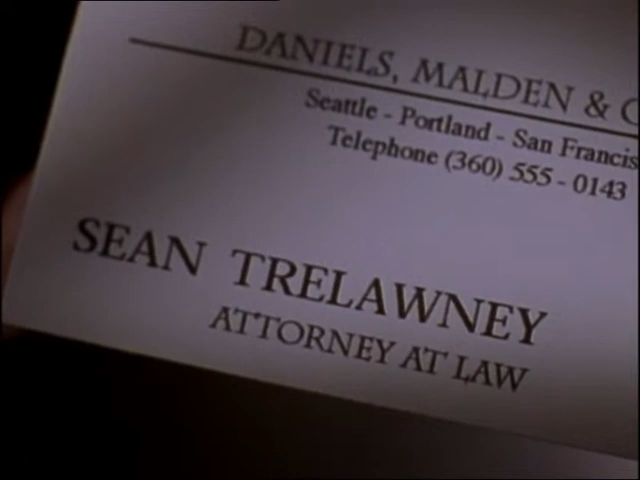 DANIELS, MALDEN &
Seattle - Portland - San Francis
Telephone (360) 555 - 0143
SEAN TRELAWNEY
ATTORNEY AT LAW